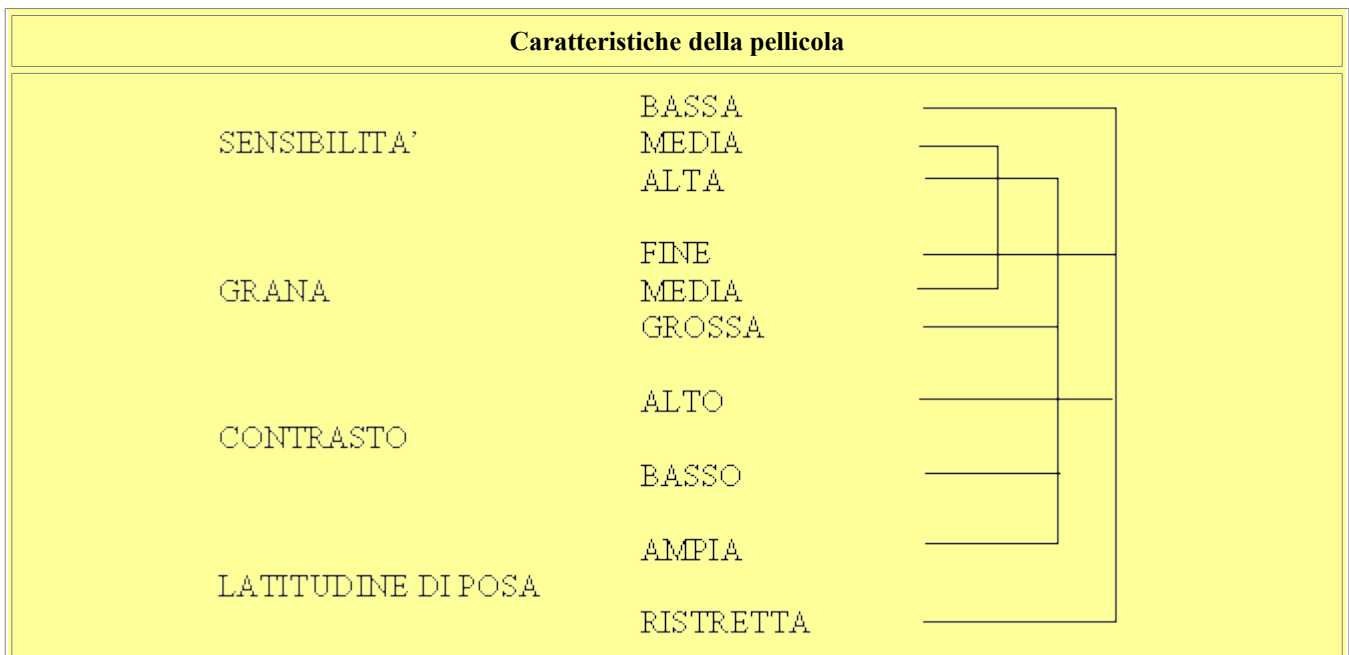 Caratteristiche della pellicola
BASSA
SENSIBILITA’ MEDIA
ALTA
FINE
GRANA MEDIA
GROSSA
ALTO
CONTRASTO
BASSO
AMPIA
LATITUDINE DI POSA
RISTRETTA